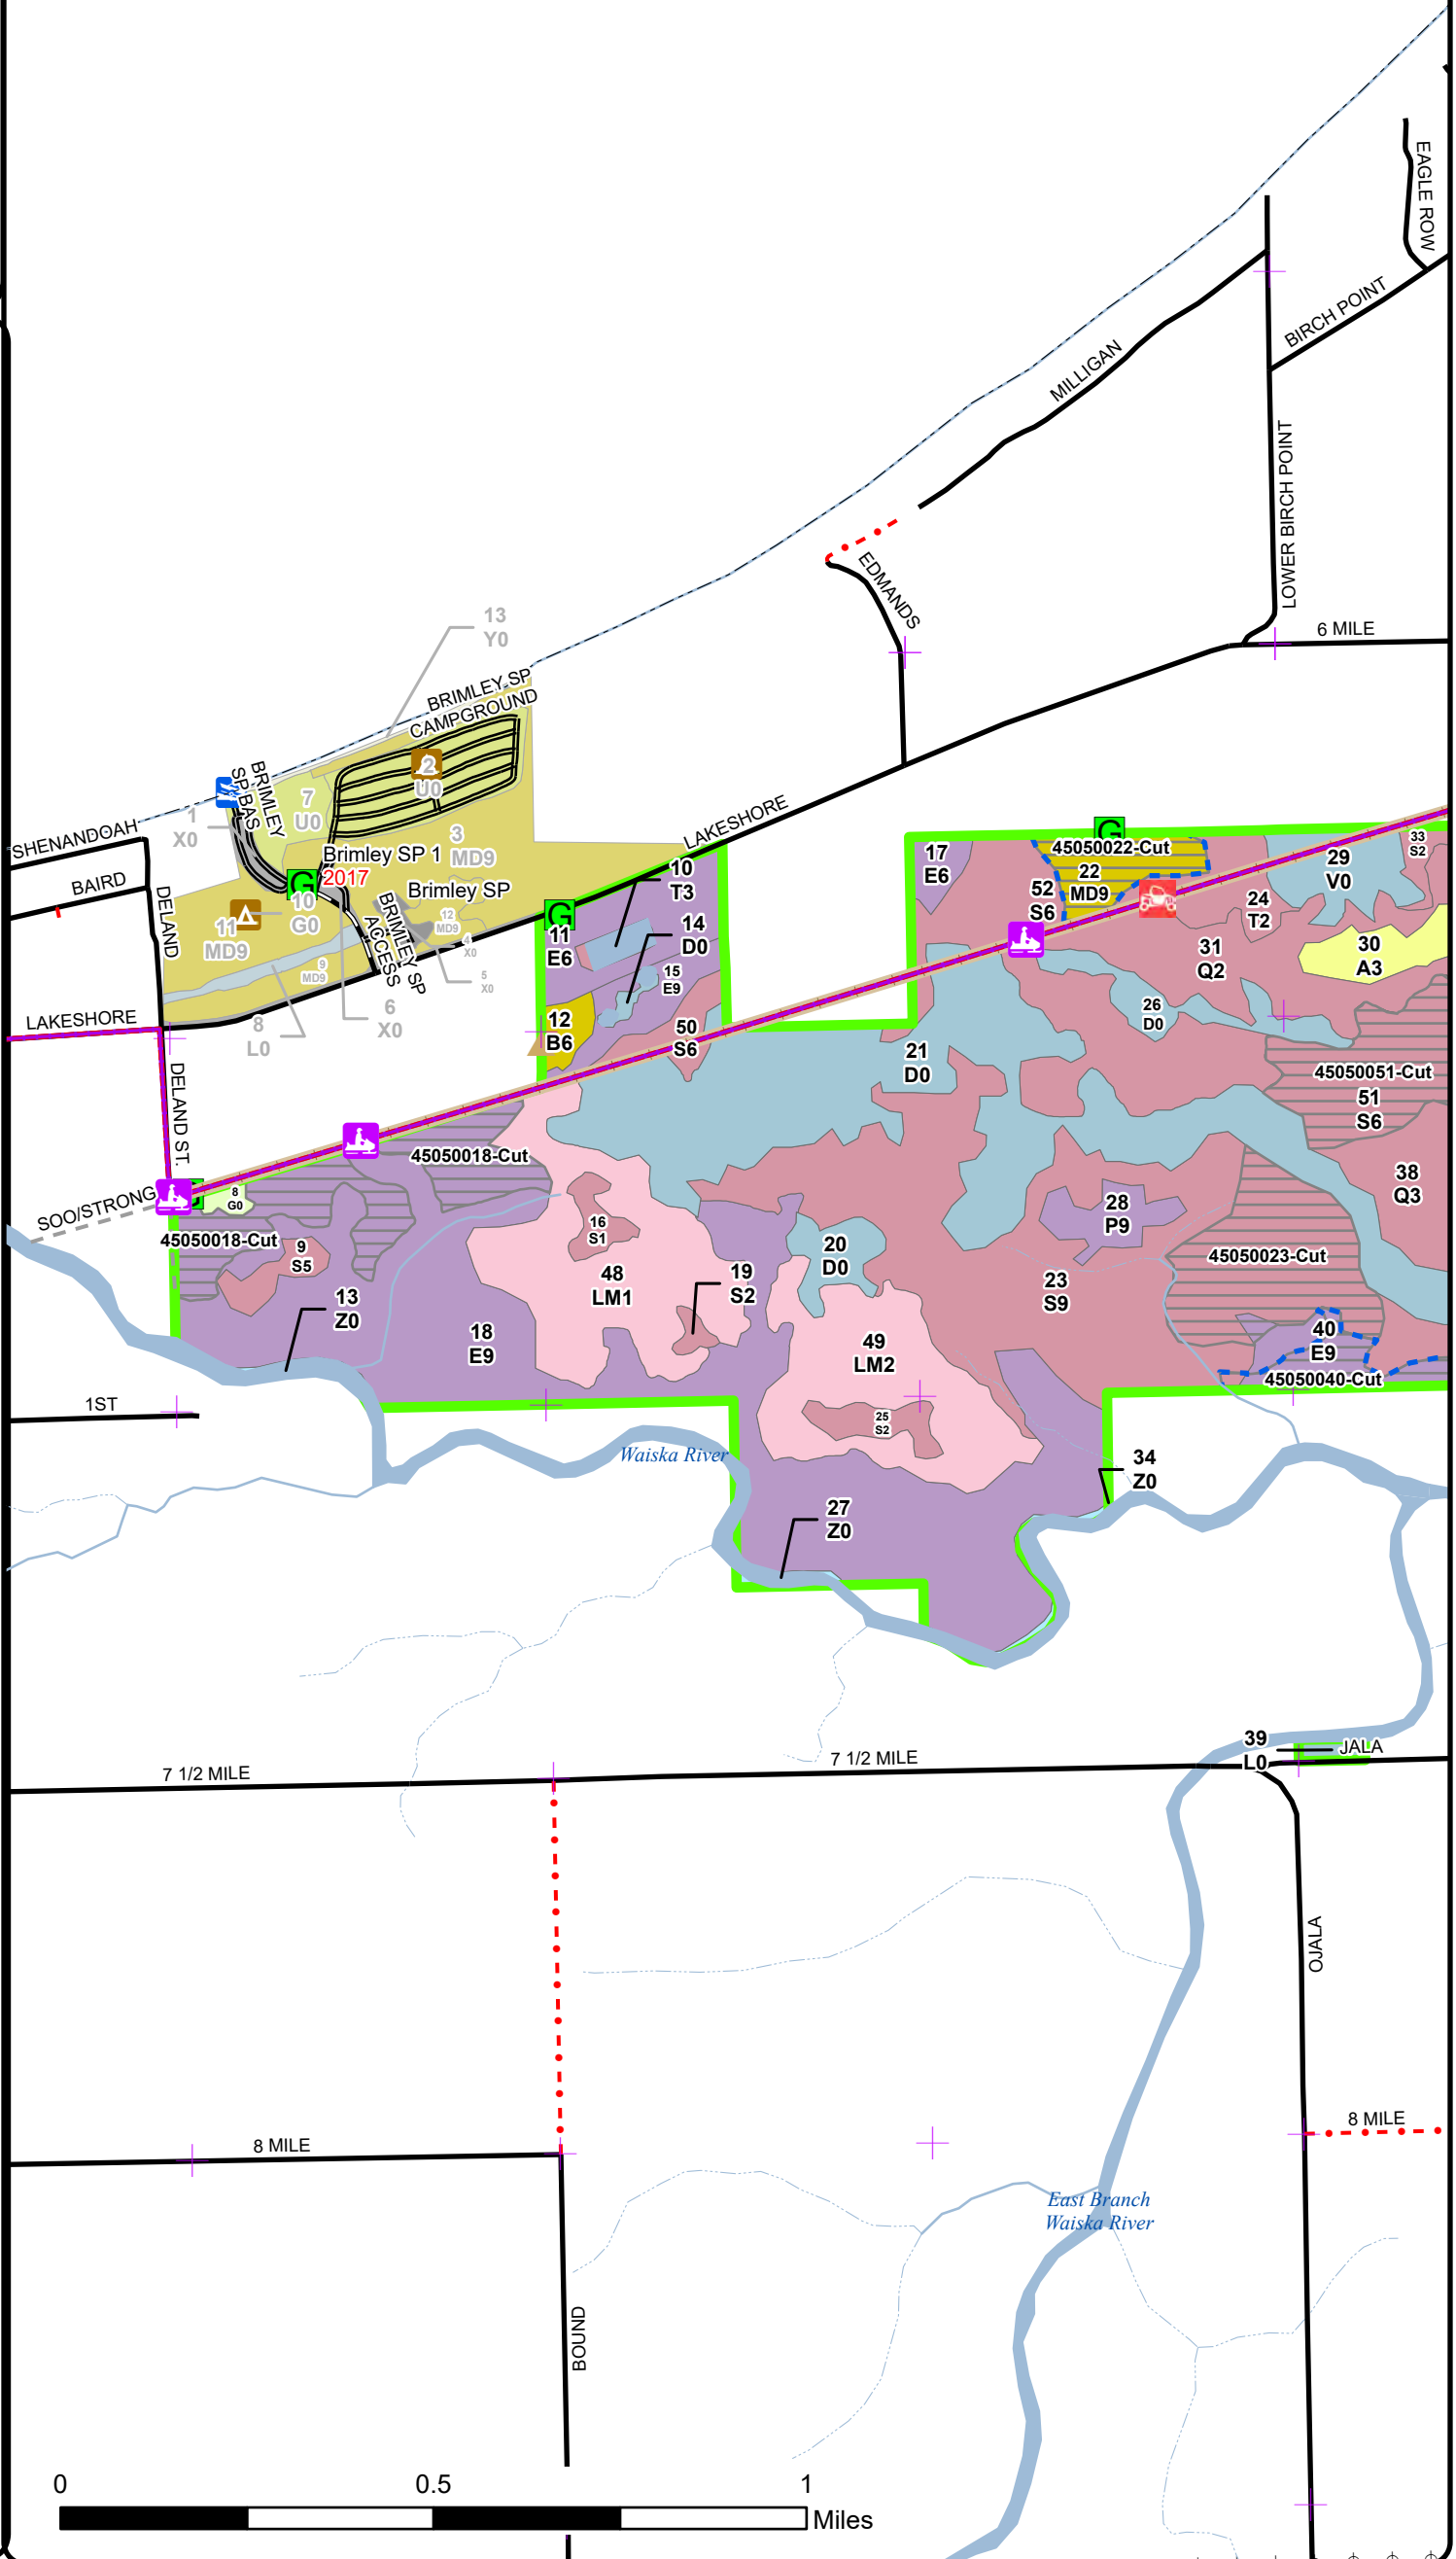 EAGLE ROW
BIRCH POINT
MILLIGAN
LOWER BIRCH POINT
EDMANDS
6 MILE
13
Y0
BRIMLEY SP
CAMPGROUND
2
U0
BRIMLEY
SP BAS
7
U0
1
X0
SHENANDOAH
LAKESHORE
3
MD9
Brimley SP 1
2017
Brimley SP
BAIRD
DELAND
G
10
G0
11
MD9
12
MD9
BRIMLEY SP
ACCESS
4
X0
5
X0
9
MD9
6
X0
8
L0
LAKESHORE
G
11
E6
10
T3
14
D0
15
E9
12
B6
50
S6
17
E6
G
45050022-Cut
22
MD9
52
S6
29
V0
33
S2
24
T2
31
Q2
30
A3
26
D0
21
D0
45050051-Cut
51
S6
DELAND ST.
SOO/STRONG
8
G0
45050018-Cut
45050018-Cut
9
S5
13
Z0
16
S1
48
LM1
19
S2
18
E9
20
D0
28
P9
38
Q3
45050023-Cut
23
S9
49
LM2
40
E9
45050040-Cut
25
S2
1ST
Waiska River
34
Z0
27
Z0
39
L0
JALA
7 1/2 MILE
7 1/2 MILE
OJALA
8 MILE
8 MILE
East Branch
Waiska River
BOUND
0
0.5
1
Miles